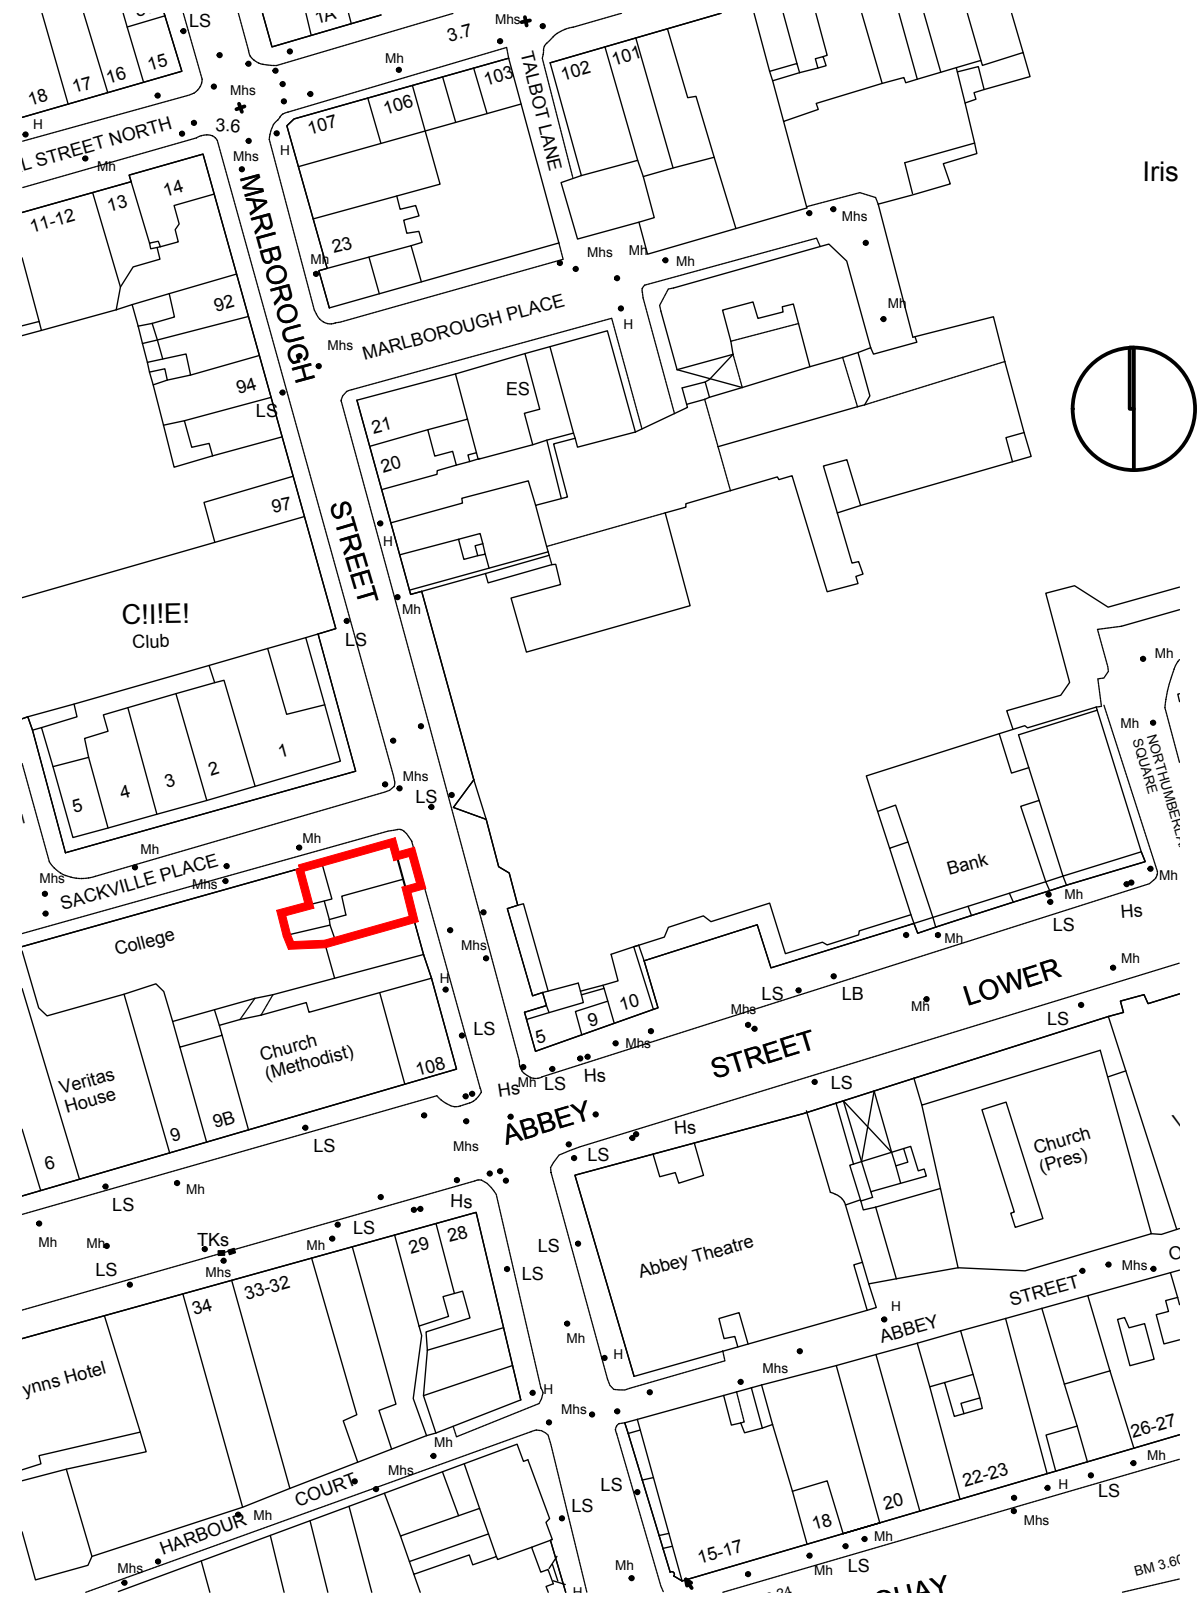 LS
1A
3.7
Mhs
15
16
17
18
Mh
103
102
101
TALBOT LANE
H
Mhs
106
107
3.6
L STREET NORTH
Mh
Mhs
H
Iris
14
13
11-12
MARLBOROUGH
23
Mh
Mhs
Mh
Mh
Mhs
92
MARLBOROUGH PLACE
Mh
H
Mhs
94
LS
ES
21
20
97
STREET
H
C!I!E!
Club
Mh
LS
Mh
Mh
NORTHUMBERLA
SQUARE
1
2
3
4
5
Mhs
LS
Mh
Mh
SACKVILLE PLACE
Mhs
Mhs
Bank
Mh
Mh
LS
Hs
College
Mhs
Mh
H
LOWER
Mh
LS
LB
Mh
LS
10
9
5
Mhs
Mhs
STREET
LS
Church
(Methodist)
108
Veritas
House
9B
9
6
Hs
Mh
LS
Hs
LS
ABBEY
Hs
Mhs
LS
Church
(Pres)
LS
Mh
Hs
LS
TKs
Mh
Mh
Mh
Mhs
LS
29
28
LS
LS
Abbey Theatre
33-32
34
STREET
Mhs
H
ABBEY
Mh
H
Mhs
ynns Hotel
H
Mhs
26-27
Mh
Mh
Mhs
COURT
22-23
H
LS
20
18
LS
Mhs
HARBOUR
Mh
LS
15-17
Mh
LS
Mh
Mhs
Mh
H
BM 3.60
QUAY